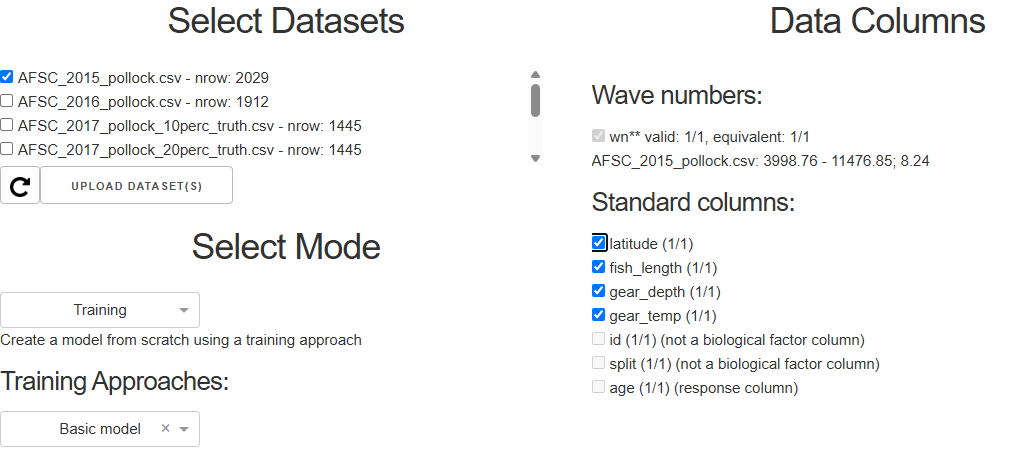 Select Datasets
AFSC_2015_pollock.csv - nrow: 2029
AFSC_2016_pollock.csv - nrow: 1912
AFSC_2017_pollock_10perc_truth.csv - nrow: 1445
AFSC_2017_pollock_20perc_truth.csv - nrow: 1445
UPLOAD DATASET(S)
Select Mode
Training
Create a model from scratch using a training approach
Training Approaches:
Basic model ×
Data Columns
Wave numbers:
wn** valid: 1/1, equivalent: 1/1
AFSC_2015_pollock.csv: 3998.76 - 11476.85; 8.24
Standard columns:
latitude (1/1)
fish_length (1/1)
gear_depth (1/1)
gear_temp (1/1)
id (1/1) (not a biological factor column)
split (1/1) (not a biological factor column)
age (1/1) (response column)